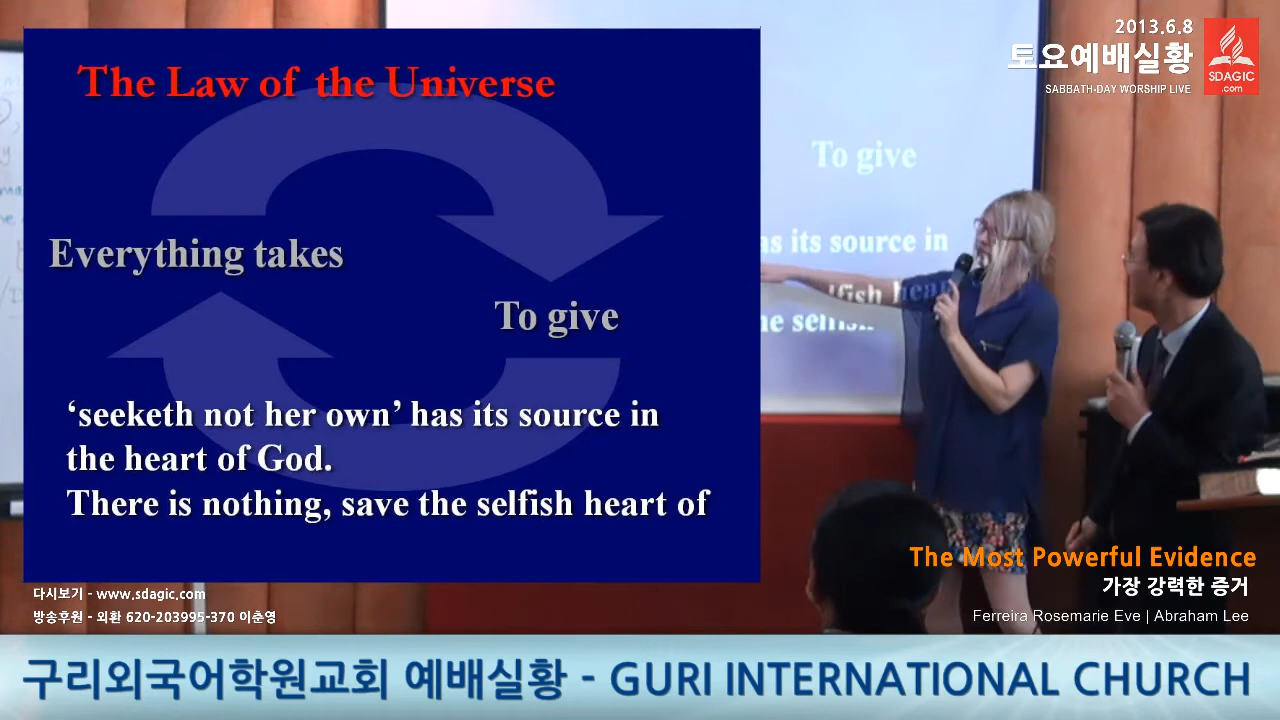 The Law of the Universe
Everything takes
To give
‘seeketh not her own’ has its source in
the heart of God.
There is nothing, save the selfish heart of
To give
as its source in
lfish hear
he selfish
2013.6.8
토요예배실황
SABBATH-DAY WORSHIP LIVE
SDAGIC
.com
The Most Powerful Evidence
가장 강력한 증거
Ferreira Rosemarie Eve | Abraham Lee
다시보기 - www.sdagic.com
방송후원 - 외환 620-203995-370 이춘영
구리외국어학원교회 예배실황 - GURI INTERNATIONAL CHURCH